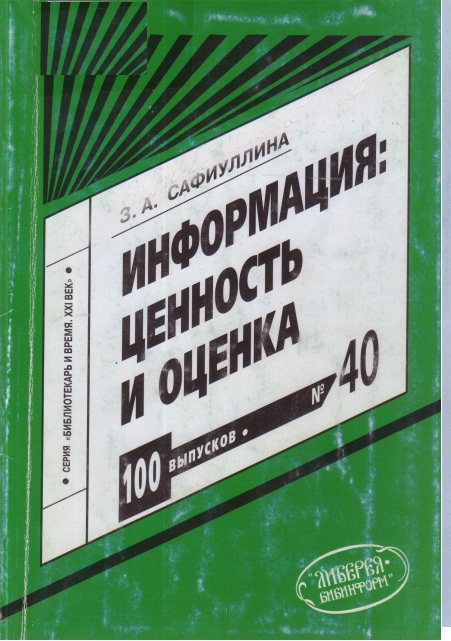 З. А. САФИУЛЛИНА
ИНФОРМАЦИЯ:
ЦЕННОСТЬ
И ОЦЕНКА
100 ВЫПУСКОВ • № 40
• СЕРИЯ «БИБЛИОТЕКАРЬ И ВРЕМЯ. XXI ВЕК» •
"ЛИБЕРЕЯ-
БИБИНФОРМ"